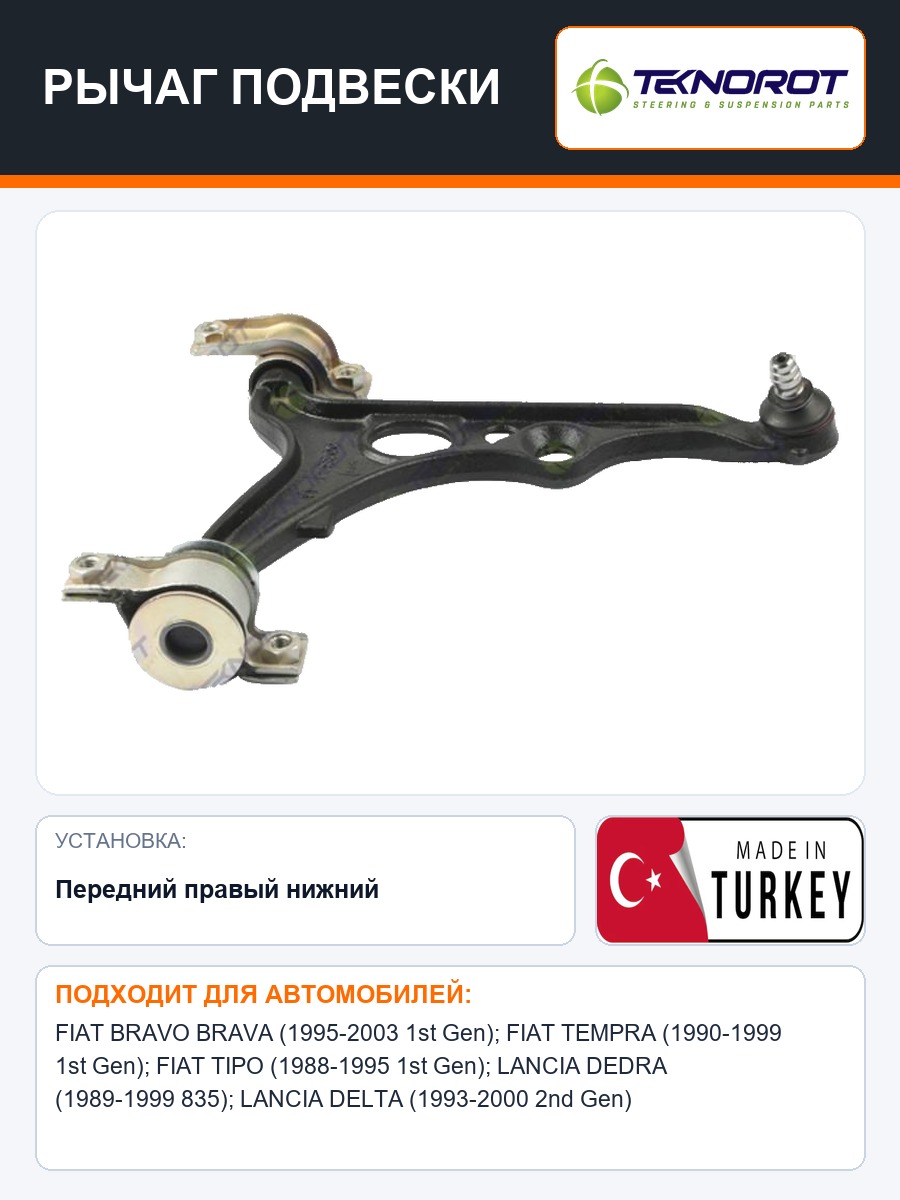 РЫЧАГ ПОДВЕСКИ
TEKNOROT
STEERING & SUSPENSION PARTS
УСТАНОВКА:
Передний правый нижний
MADE IN
TURKEY
ПОДХОДИТ ДЛЯ АВТОМОБИЛЕЙ:
FIAT BRAVO BRAVA (1995-2003 1st Gen); FIAT TEMPRA (1990-1999
1st Gen); FIAT TIPO (1988-1995 1st Gen); LANCIA DEDRA
(1989-1999 835); LANCIA DELTA (1993-2000 2nd Gen)